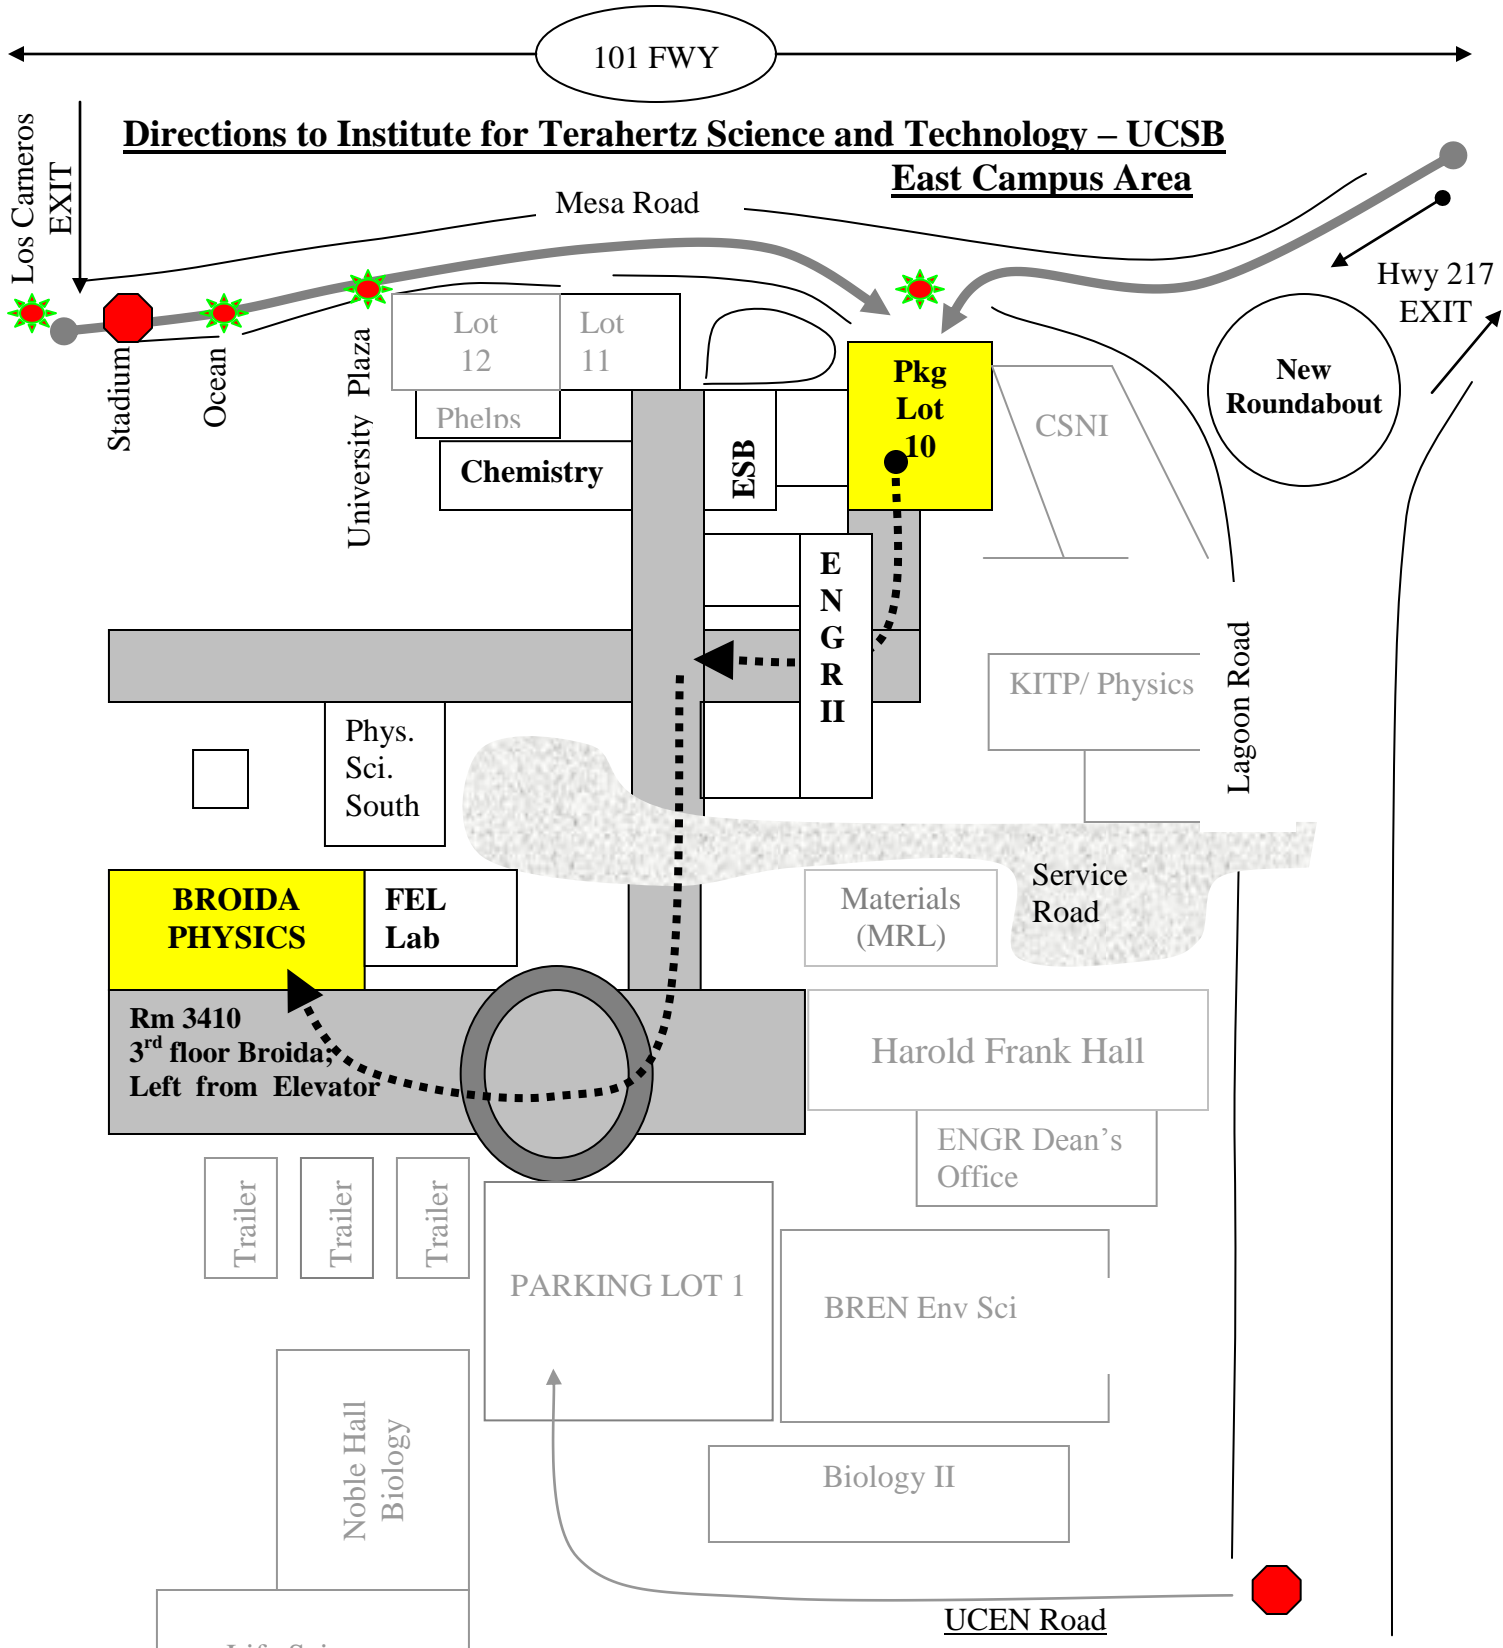 101 FWY
Directions to Institute for Terahertz Science and Technology – UCSB
East Campus Area
Los Carneros
EXIT
Mesa Road
Hwy 217
EXIT
New
Roundabout
Stadium
Ocean
University Plaza
Lot
12
Lot
11
Pkg
Lot
10
Phelps
CSNI
Chemistry
ESB
E
N
G
R
II
KITP/ Physics
Lagoon Road
Phys.
Sci.
South
BROIDA
PHYSICS
FEL
Lab
Materials
(MRL)
Service
Road
Rm 3410
3rd floor Broida;
Left from Elevator
Harold Frank Hall
ENGR Dean’s
Office
Trailer
Trailer
Trailer
PARKING LOT 1
BREN Env Sci
Noble Hall
Biology
Biology II
UCEN Road